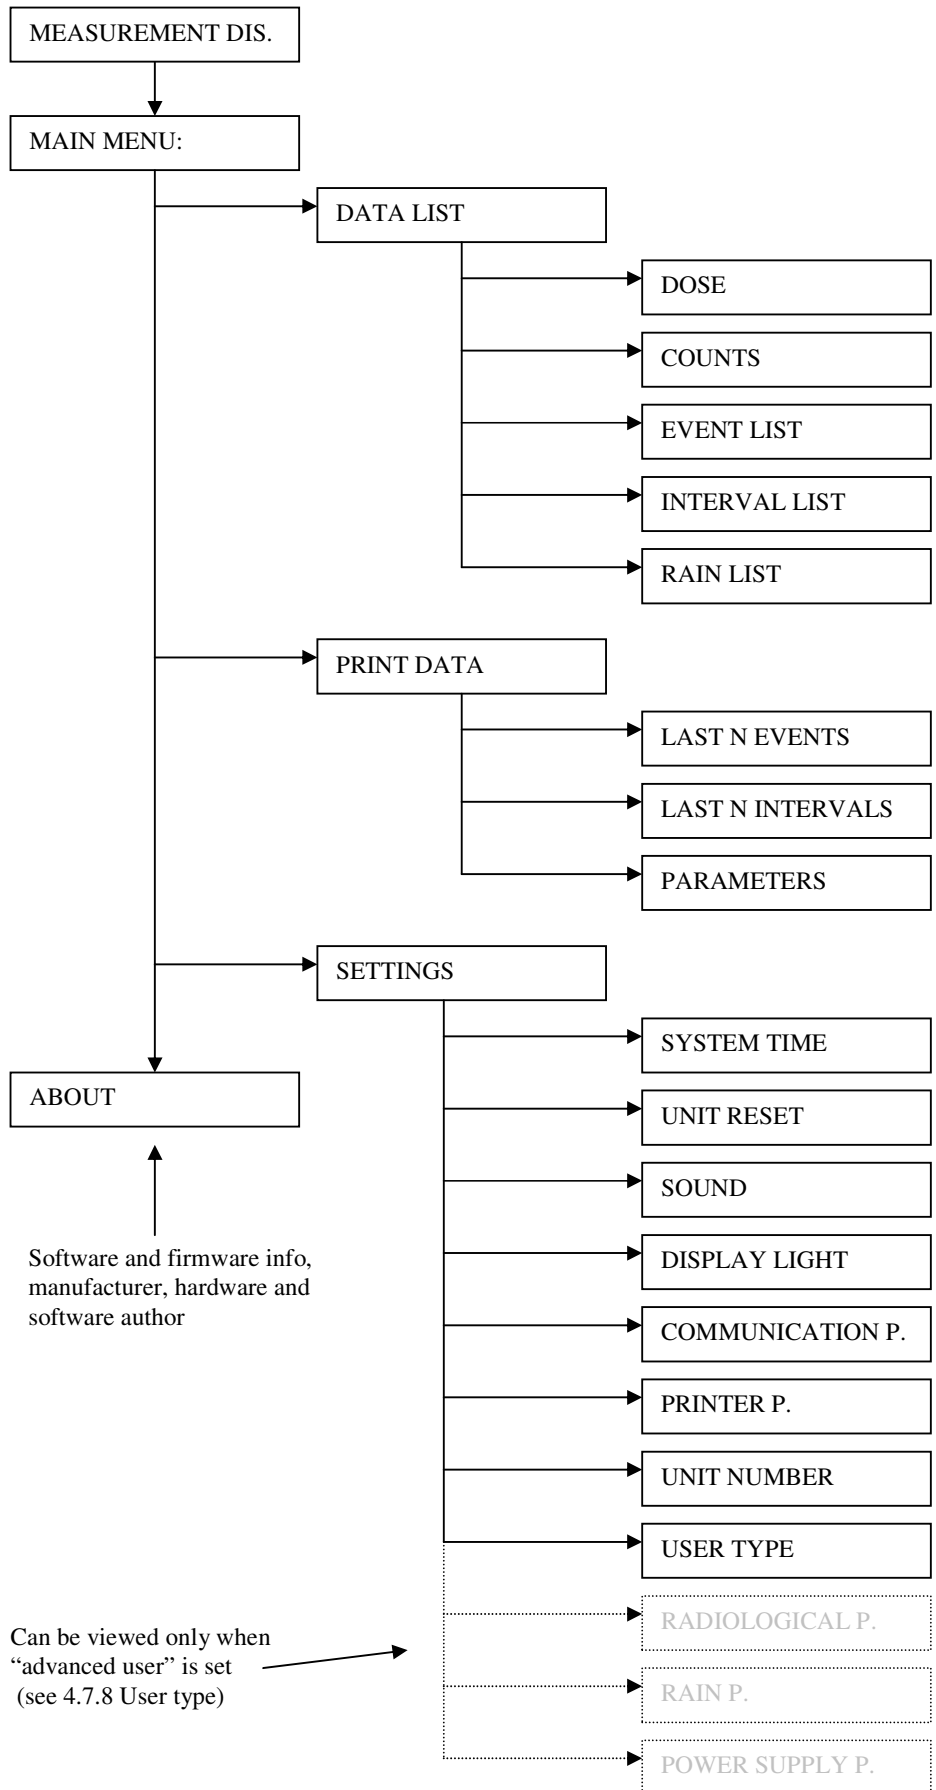 MEASUREMENT DIS.
MAIN MENU:
DATA LIST
DOSE
COUNTS
EVENT LIST
INTERVAL LIST
RAIN LIST
PRINT DATA
LAST N EVENTS
LAST N INTERVALS
PARAMETERS
SETTINGS
SYSTEM TIME
ABOUT
UNIT RESET
SOUND
Software and firmware info,
manufacturer, hardware and
software author
DISPLAY LIGHT
COMMUNICATION P.
PRINTER P.
UNIT NUMBER
USER TYPE
RADIOLOGICAL P.
Can be viewed only when
“advanced user” is set
(see 4.7.8 User type)
RAIN P.
POWER SUPPLY P.